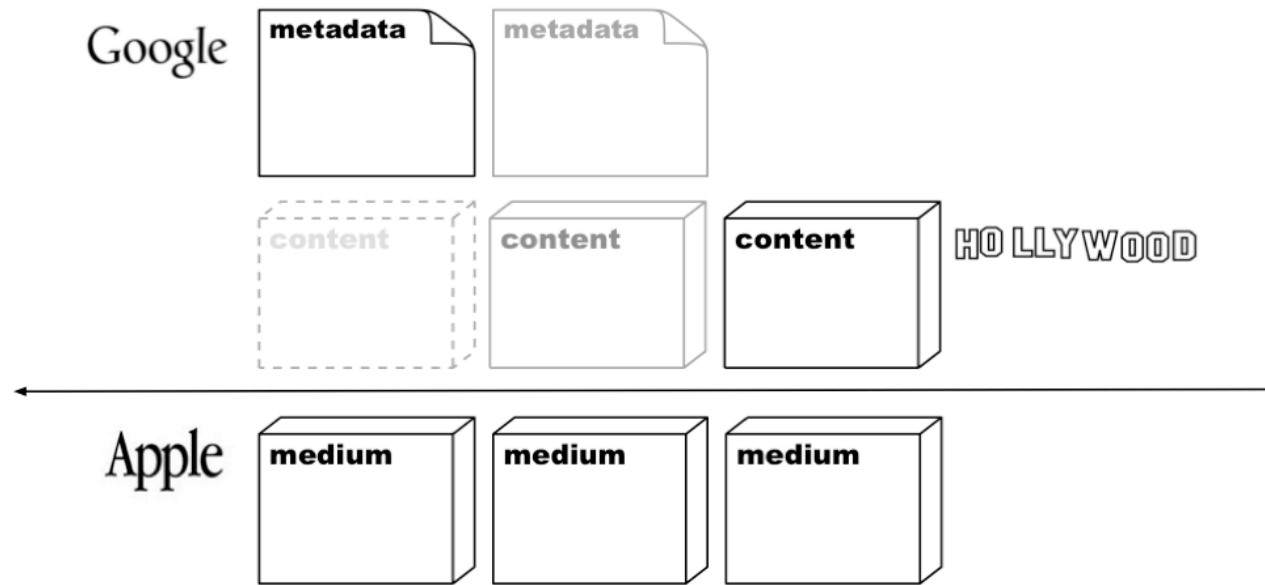 Google
metadata
metadata
content
content
content
HOLLYWOOD
Apple
medium
medium
medium